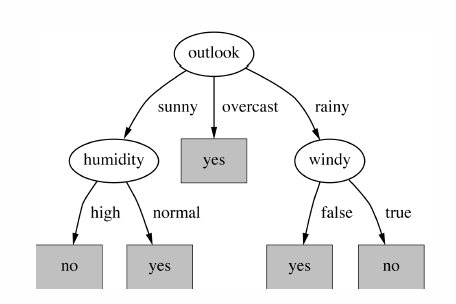 outlook
sunny overcast rainy
humidity yes windy
high normal false true
no yes yes no